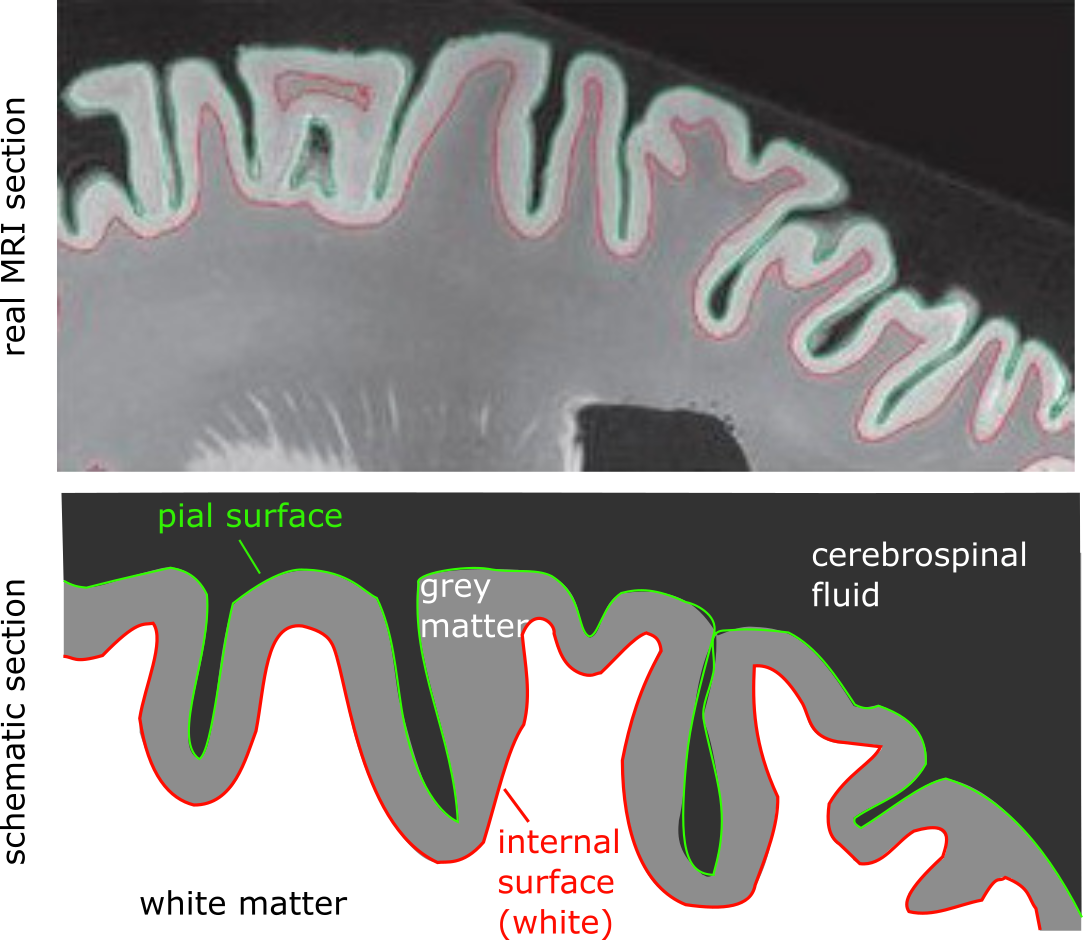 real MRI section
schematic section
pial surface
grey
matter
cerebrospinal
fluid
internal
surface
(white)
white matter